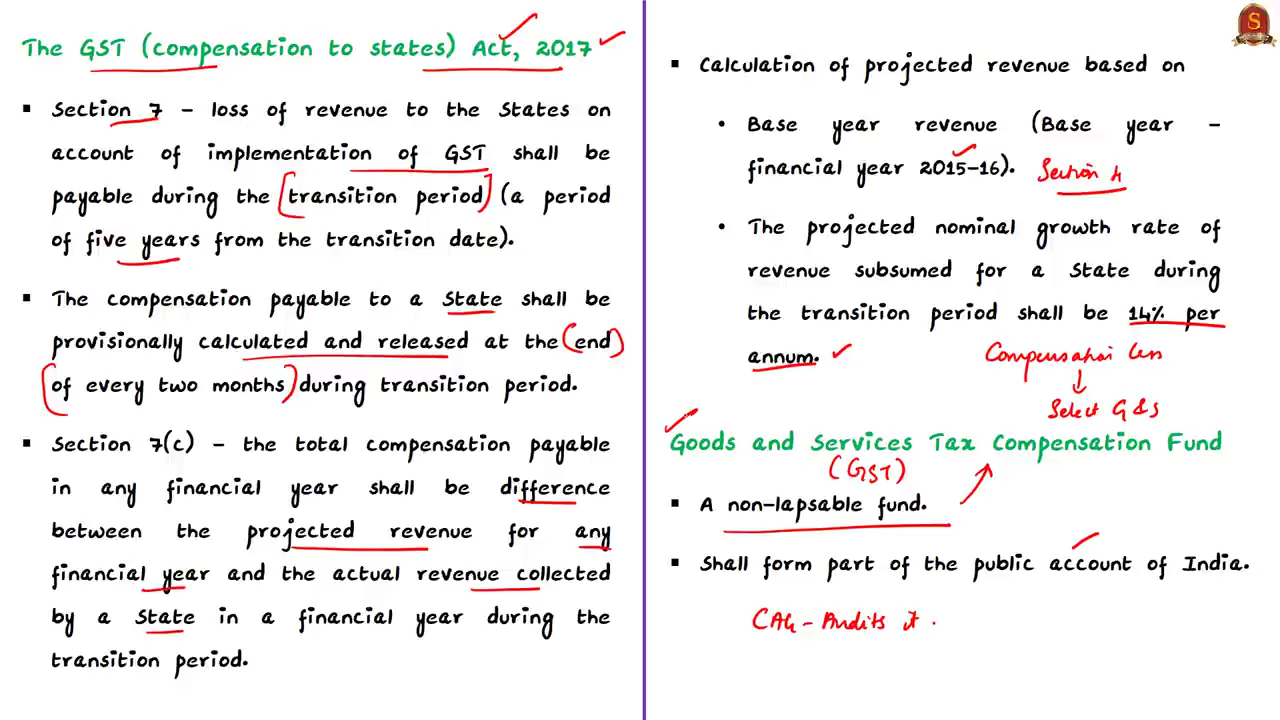 The GST (compensation to states) Act, 2017
▪ Section 7 – loss of revenue to the States on
account of implementation of GST shall be
payable during the transition period (a period
of five years from the transition date).
▪ The compensation payable to a State shall be
provisionally calculated and released at the end
of every two months during transition period.
▪ Section 7(c) – the total compensation payable
in any financial year shall be difference
between the projected revenue for any
financial year and the actual revenue collected
by a State in a financial year during the
transition period.
▪ Calculation of projected revenue based on
• Base year revenue (Base year –
financial year 2015-16). Section 4
• The projected nominal growth rate of
revenue subsumed for a State during
the transition period shall be 14% per
annum.
Compensation Cess
Select G&S
Goods and Services Tax Compensation Fund
(GST)
▪ A non-lapsable fund.
▪ Shall form part of the public account of India.
CAG – Audits it.
S